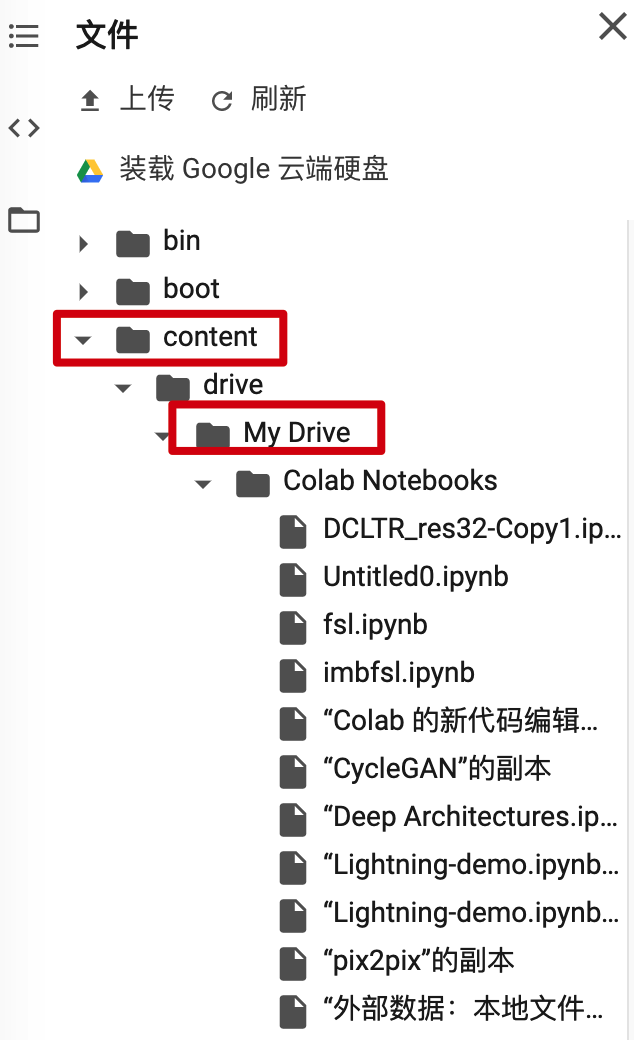 文件
上传 刷新
装载 Google 云端硬盘
bin
boot
content
drive
My Drive
Colab Notebooks
DCLTR_res32-Copy1.ip...
Untitled0.ipynb
fsl.ipynb
imbfsl.ipynb
“Colab 的新代码编辑...
“CycleGAN”的副本
“Deep Architectures.ip...
“Lightning-demo.ipynb...
“Lightning-demo.ipynb...
“pix2pix”的副本
“外部数据：本地文件...